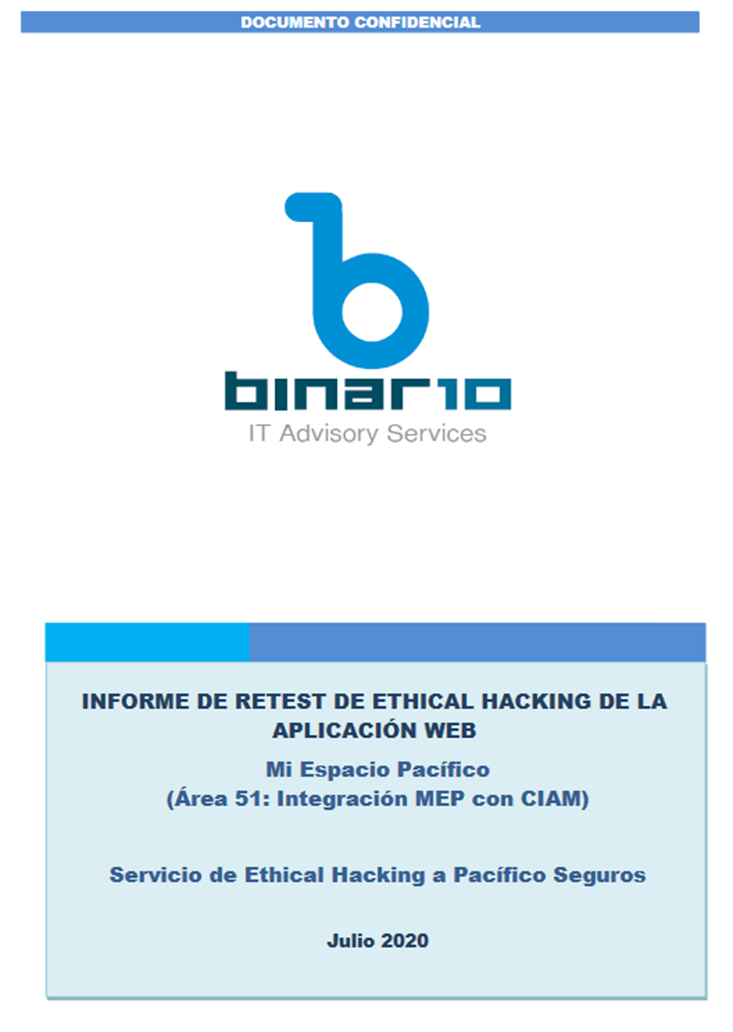 DOCUMENTO CONFIDENCIAL
binar10
IT Advisory Services
INFORME DE RETEST DE ETHICAL HACKING DE LA
APLICACIÓN WEB
Mi Espacio Pacífico
(Área 51: Integración MEP con CIAM)
Servicio de Ethical Hacking a Pacífico Seguros
Julio 2020